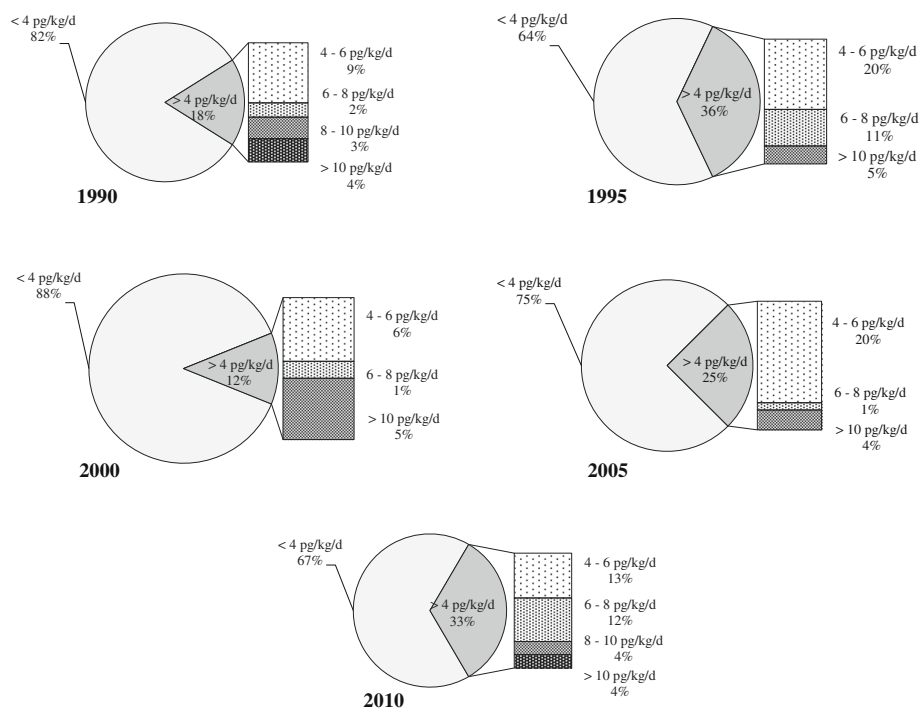 < 4 pg/kg/d
82%
> 4 pg/kg/d
18%
4 - 6 pg/kg/d
9%
6 - 8 pg/kg/d
2%
8 - 10 pg/kg/d
3%
> 10 pg/kg/d
4%
1990
< 4 pg/kg/d
64%
> 4 pg/kg/d
36%
4 - 6 pg/kg/d
20%
6 - 8 pg/kg/d
11%
> 10 pg/kg/d
5%
1995
< 4 pg/kg/d
88%
> 4 pg/kg/d
12%
4 - 6 pg/kg/d
6%
6 - 8 pg/kg/d
1%
> 10 pg/kg/d
5%
2000
< 4 pg/kg/d
75%
> 4 pg/kg/d
25%
4 - 6 pg/kg/d
20%
6 - 8 pg/kg/d
1%
> 10 pg/kg/d
4%
2005
< 4 pg/kg/d
67%
> 4 pg/kg/d
33%
4 - 6 pg/kg/d
13%
6 - 8 pg/kg/d
12%
8 - 10 pg/kg/d
4%
> 10 pg/kg/d
4%
2010